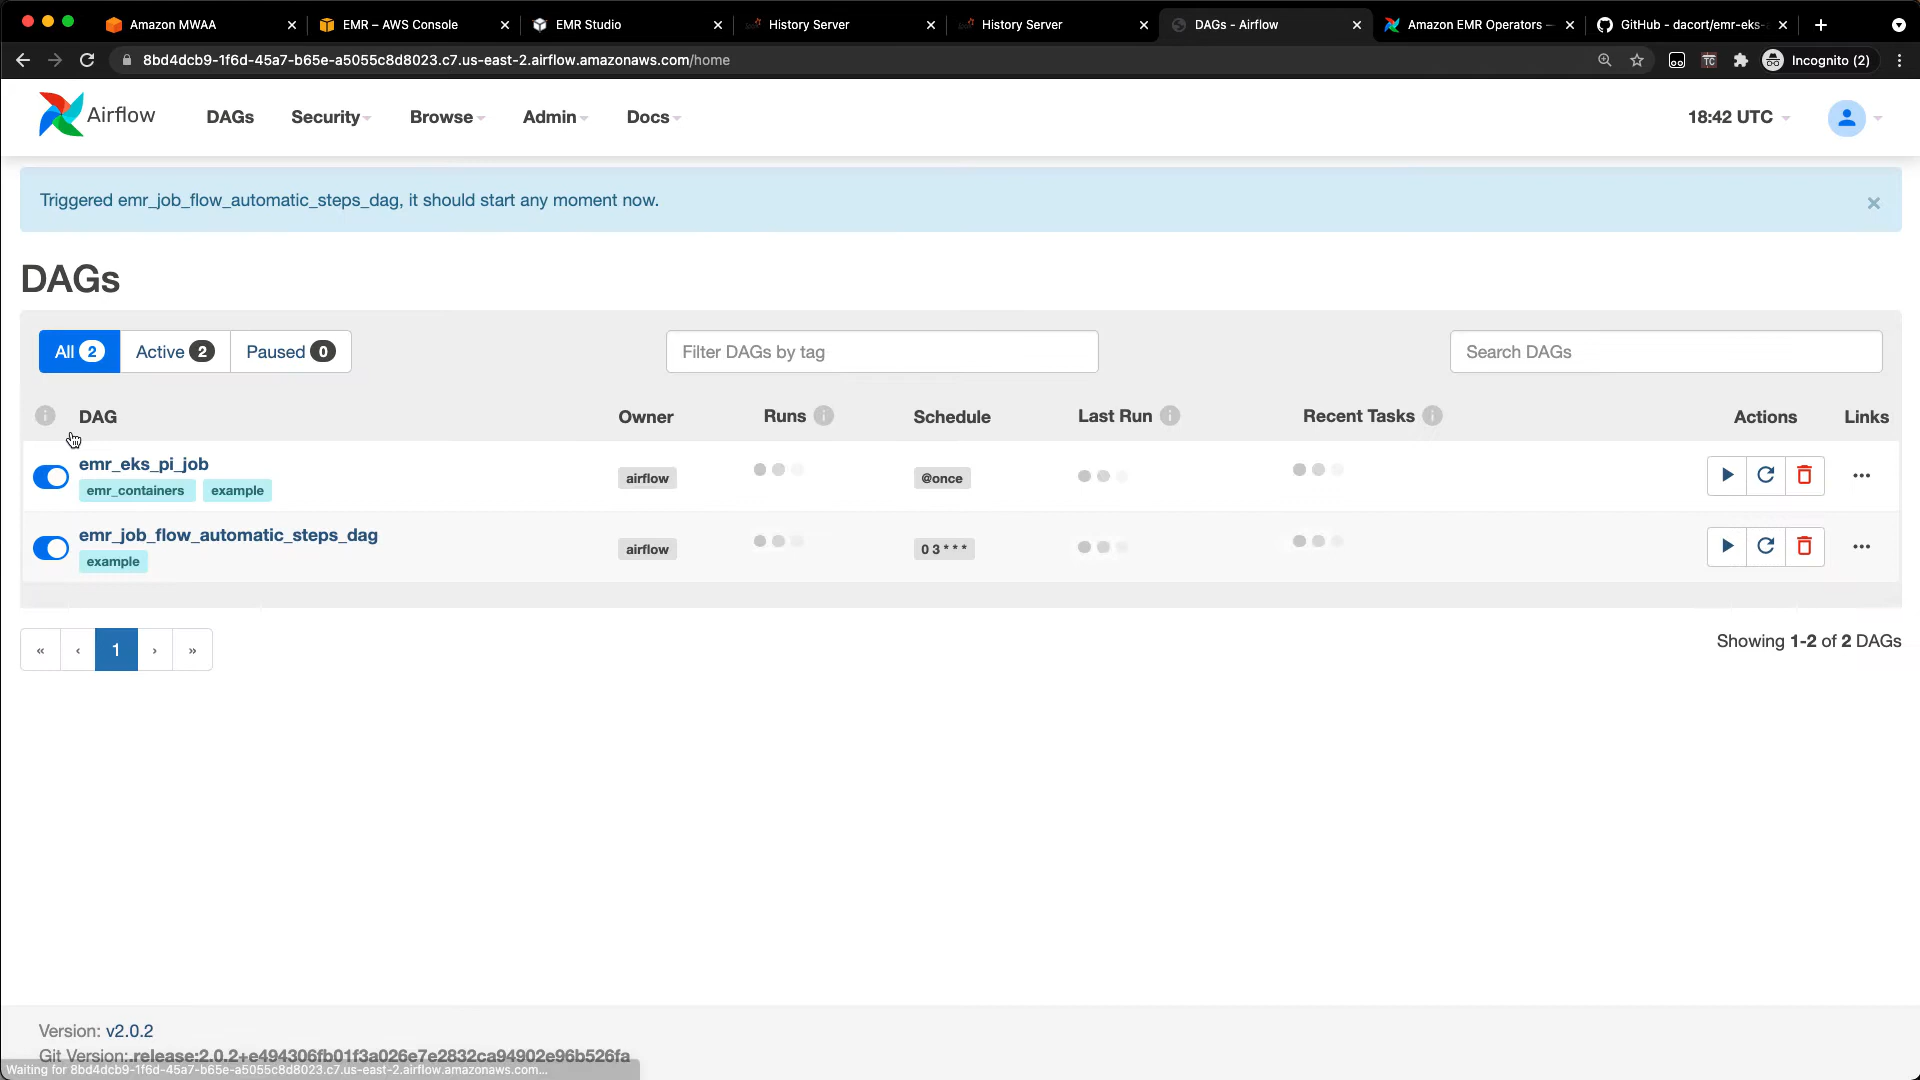 Amazon MWAA
EMR – AWS Console
EMR Studio
History Server
History Server
DAGs - Airflow
Amazon EMR Operators —
GitHub - dacort/emr-eks-
8bd4dcb9-1f6d-45a7-b65e-a5055c8d8023.c7.us-east-2.airflow.amazonaws.com/home
TC
Incognito (2)
Airflow
DAGs
Security
Browse
Admin
Docs
18:42 UTC
Triggered emr_job_flow_automatic_steps_dag, it should start any moment now.
×
DAGs
All 2
Active 2
Paused 0
Filter DAGs by tag
Search DAGs
DAG
Owner
Runs
Schedule
Last Run
Recent Tasks
Actions
Links
emr_eks_pi_job
emr_containers
example
airflow
@once
emr_job_flow_automatic_steps_dag
example
airflow
0 3 * * *
« ‹ 1 › »
Showing 1-2 of 2 DAGs
Version: v2.0.2
Git Version: .release:2.0.2+e494306fb01f3a026e7e2832ca94902e96b526fa
Waiting for 8bd4dcb9-1f6d-45a7-b65e-a5055c8d8023.c7.us-east-2.airflow.amazonaws.com...